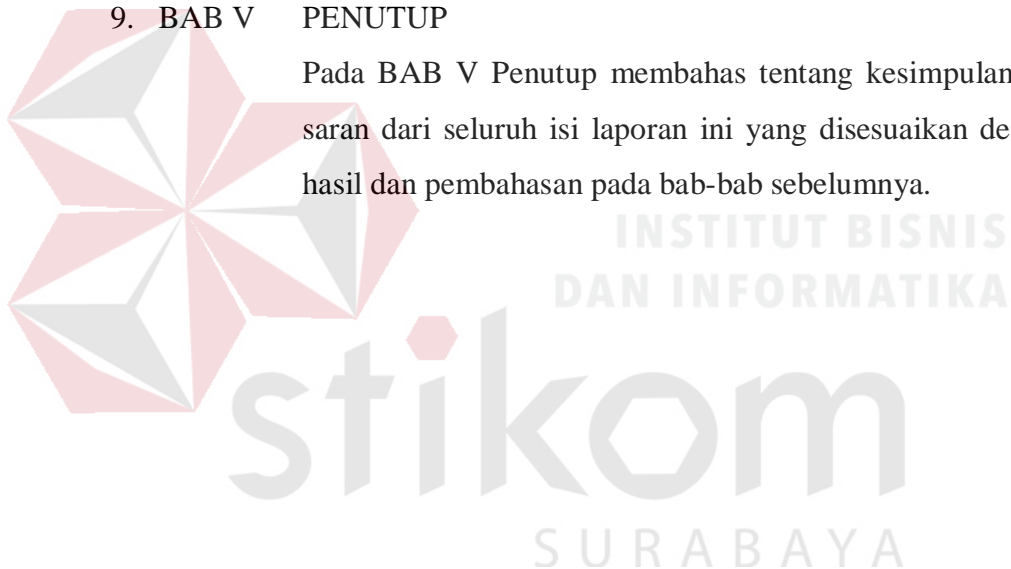 9. BAB V PENUTUP
Pada BAB V Penutup membahas tentang kesimpulan
saran dari seluruh isi laporan ini yang disesuaikan de
hasil dan pembahasan pada bab-bab sebelumnya.
INSTITUT BISNIS
DAN INFORMATIKA
stikom
SURABAYA